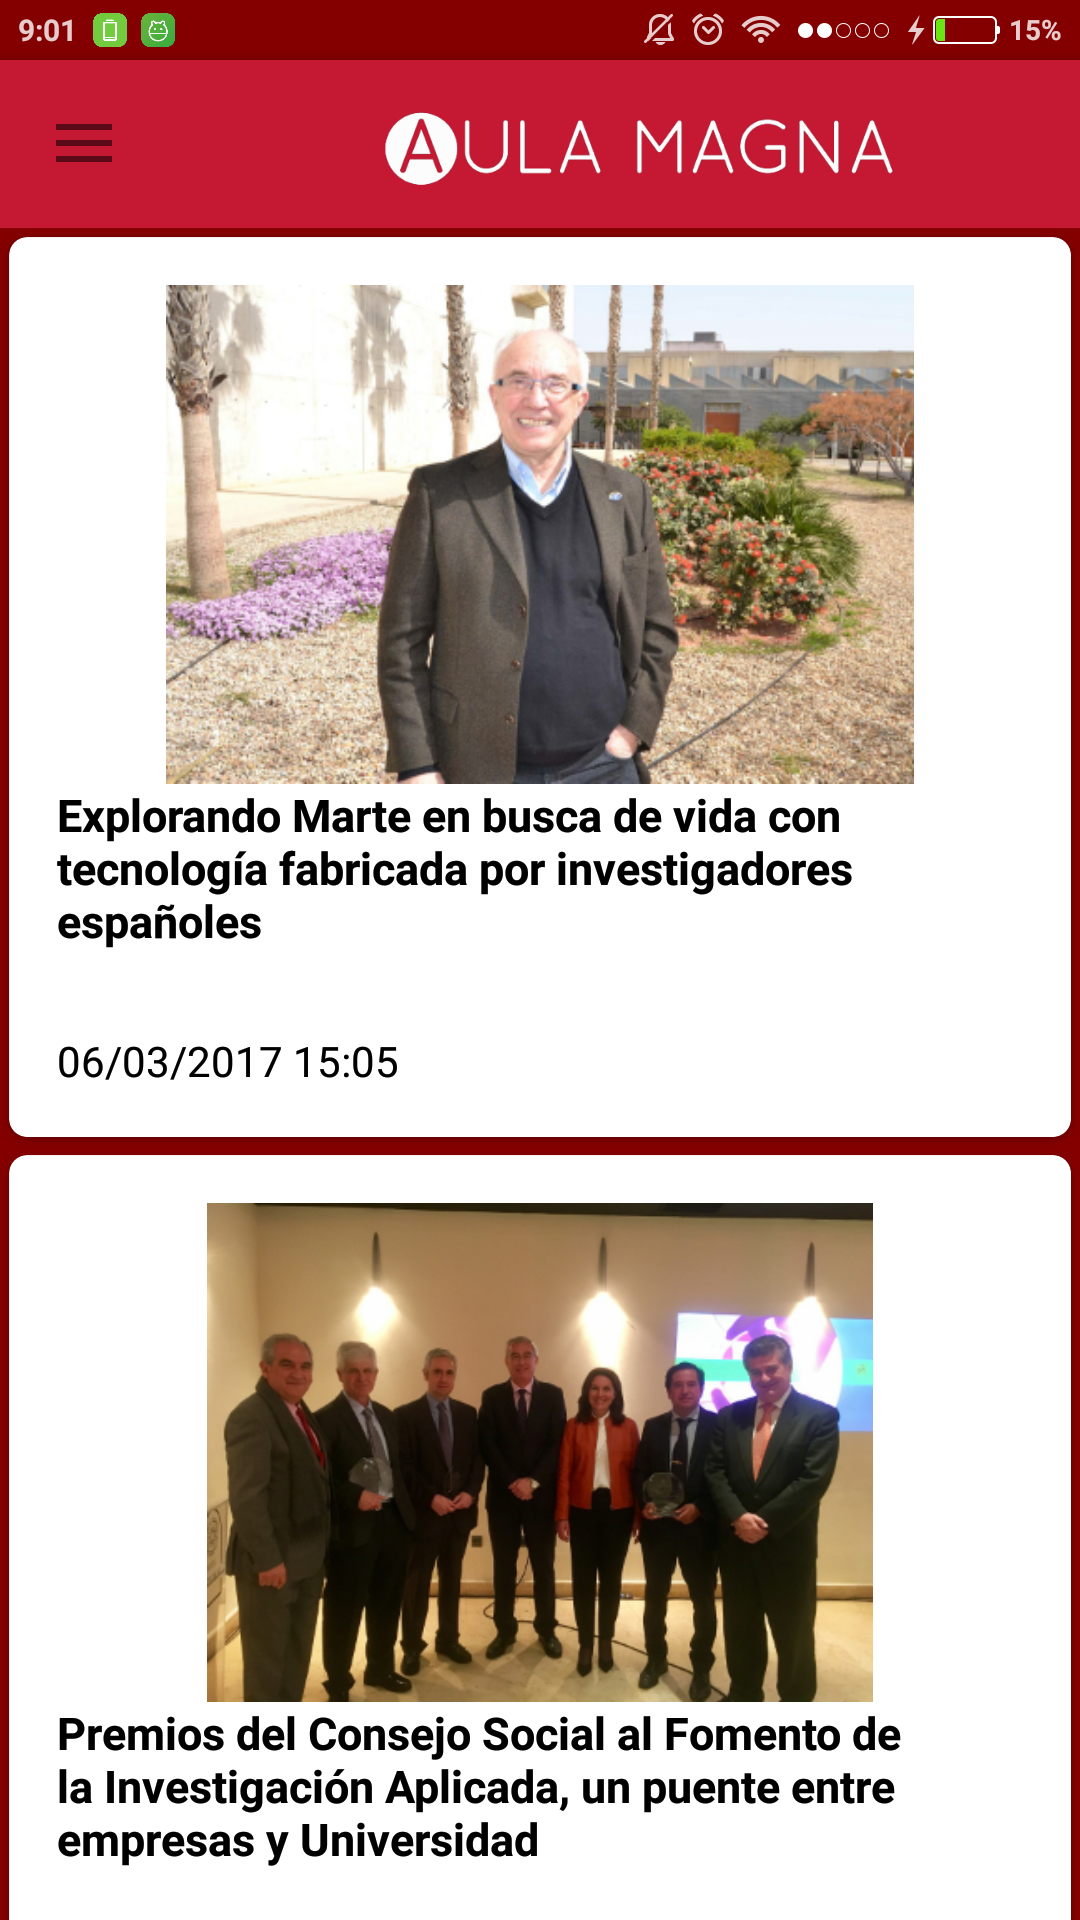 9:01
15%
AULA MAGNA
Explorando Marte en busca de vida con
tecnología fabricada por investigadores
españoles
06/03/2017 15:05
Premios del Consejo Social al Fomento de
la Investigación Aplicada, un puente entre
empresas y Universidad